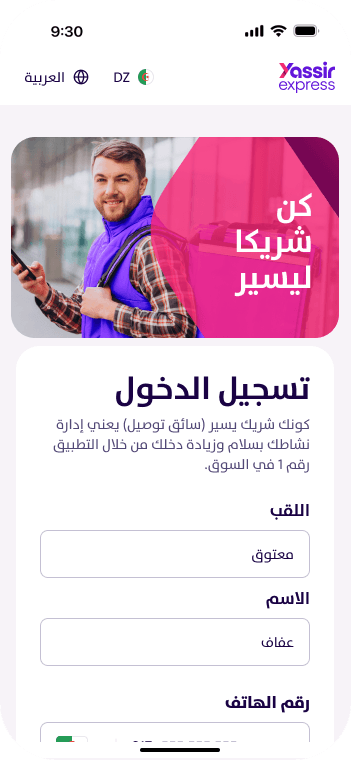 9:30
Yassir
express
DZ
العربية
كن
شريكا
ليسير
تسجيل الدخول
كونك شريك يسير (سائق توصيل) يعني إدارة
نشاطك بسلام وزيادة دخلك من خلال التطبيق
رقم 1 في السوق.
اللقب
معتوق
الاسم
عفاف
رقم الهاتف